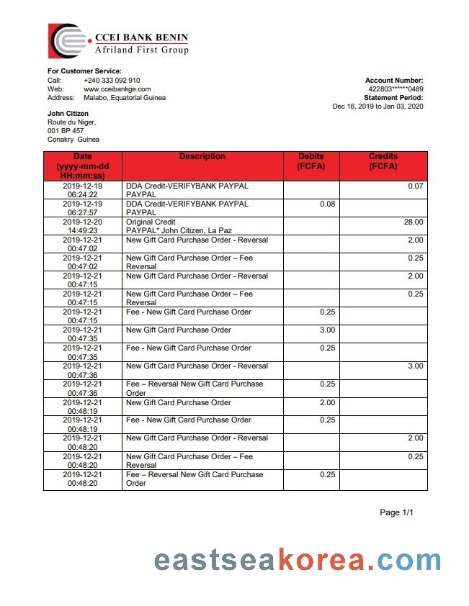 CCEI BANK BENIN
Afriland First Group
For Customer Service:
Call: +240 333 092 910
Web: www.cceibankge.com
Address: Malabo, Equatorial Guinea
Account Number:
422803******0489
Statement Period:
Dec 16, 2019 to Jan 03, 2020
John Citizen
Route du Niger,
001 BP 457
Conakry Guinea
Date (yyyy-mm-dd HH:mm:ss) Description Debits (FCFA) Credits (FCFA)
2019-12-19 DDA Credit-VERIFYBANK PAYPAL 0.07
06:24:22 PAYPAL
2019-12-19 DDA Credit-VERIFYBANK PAYPAL 0.08
06:27:57 PAYPAL
2019-12-20 Original Credit 28.00
14:49:23 PAYPAL* John Citizen, La Paz
2019-12-21 New Gift Card Purchase Order - Reversal 2.00
00:47:02
2019-12-21 New Gift Card Purchase Order – Fee 0.25
00:47:02 Reversal
2019-12-21 New Gift Card Purchase Order - Reversal 2.00
00:47:15
2019-12-21 New Gift Card Purchase Order – Fee 0.25
00:47:15 Reversal
2019-12-21 Fee - New Gift Card Purchase Order 0.25
00:47:15
2019-12-21 New Gift Card Purchase Order 3.00
00:47:35
2019-12-21 Fee - New Gift Card Purchase Order 0.25
00:47:35
2019-12-21 New Gift Card Purchase Order - Reversal 3.00
00:47:36
2019-12-21 Fee – Reversal New Gift Card Purchase 0.25
00:47:36 Order
2019-12-21 New Gift Card Purchase Order 2.00
00:48:19
2019-12-21 Fee - New Gift Card Purchase Order 0.25
00:48:19
2019-12-21 New Gift Card Purchase Order - Reversal 2.00
00:48:20
2019-12-21 New Gift Card Purchase Order – Fee 0.25
00:48:20 Reversal
2019-12-21 Fee – Reversal New Gift Card Purchase 0.25
00:48:20 Order
Page 1/1
eastseakorea.com